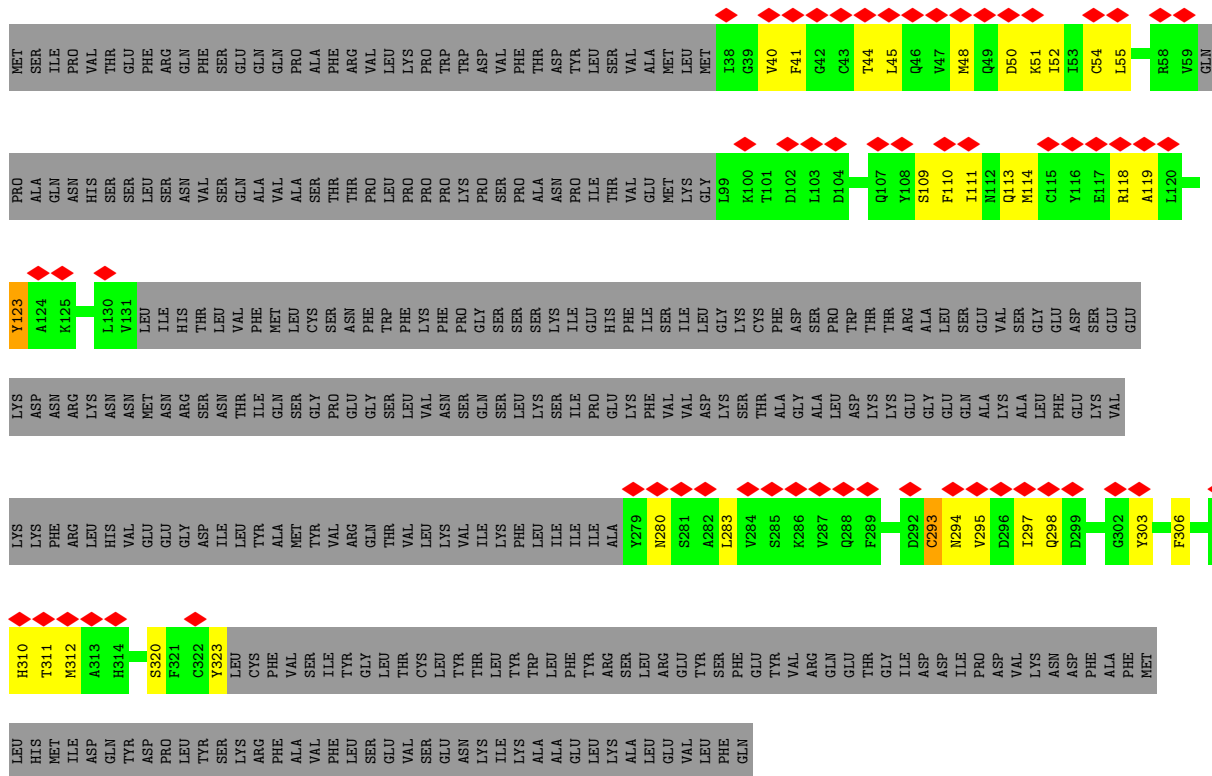 MET SER ILE PRO VAL THR GLU PHE ARG GLN PHE SER GLU GLN GLN PRO ALA PHE ARG VAL LEU LYS PRO TRP TRP ASP VAL PHE THR ASP TYR LEU SER VAL ALA MET LEU MET I38 G39 V40 F41 G42 C43 T44 L45 Q46 V47 M48 Q49 D50 K51 I52 I53 C54 L55 R58 V59 GLN
PRO ALA GLN ASN HIS SER SER LEU SER ASN VAL SER GLN ALA VAL ALA SER THR THR PRO LEU PRO PRO PRO LYS PRO SER PRO ALA ASN PRO ILE THR VAL GLU MET LYS GLY L99 K100 T101 D102 L103 D104 Q107 Y108 S109 F110 I111 N112 Q113 M114 C115 Y116 E117 R118 A119 L120
Y123 A124 K125 L130 V131 LEU ILE HIS THR LEU VAL PHE MET LEU CYS SER ASN PHE TRP PHE LYS PHE PRO GLY SER SER SER LYS ILE GLU HIS PHE ILE SER ILE LEU GLY LYS CYS PHE ASP SER PRO TRP THR THR ARG ALA LEU SER GLU VAL SER GLY GLU ASP SER GLU GLU
LYS ASP ASN ARG LYS ASN ASN MET ASN ARG SER ASN THR ILE GLN SER GLY PRO GLU GLY SER LEU VAL ASN SER GLN SER LEU LYS SER ILE PRO GLU LYS PHE VAL VAL ASP LYS SER THR ALA GLY ALA LEU ASP LYS LYS GLU GLY GLU GLN ALA LYS ALA LEU PHE GLU LYS VAL
LYS LYS PHE ARG LEU HIS VAL GLU GLU GLY ASP ILE LEU TYR ALA MET TYR VAL ARG GLN THR VAL LEU LYS VAL ILE LYS PHE LEU ILE ILE ILE ALA Y279 N280 S281 A282 L283 V284 S285 K286 V287 Q288 F289 D292 C293 N294 V295 D296 I297 Q298 D299 G302 Y303 F306
H310 T311 M312 A313 H314 S320 F321 C322 Y323 LEU CYS PHE VAL SER ILE TYR GLY LEU THR CYS LEU TYR THR LEU TYR TRP LEU PHE TYR ARG SER LEU ARG GLU TYR SER PHE GLU TYR VAL ARG GLN GLU THR GLY ILE ASP ASP ILE PRO ASP VAL LYS ASN ASP PHE ALA PHE MET
LEU HIS MET ILE ASP GLN TYR ASP PRO LEU TYR SER LYS ARG PHE ALA VAL PHE LEU SER GLU VAL SER GLU ASN LYS ILE LYS ALA ALA GLU LEU LYS ALA LEU GLU VAL LEU PHE GLN